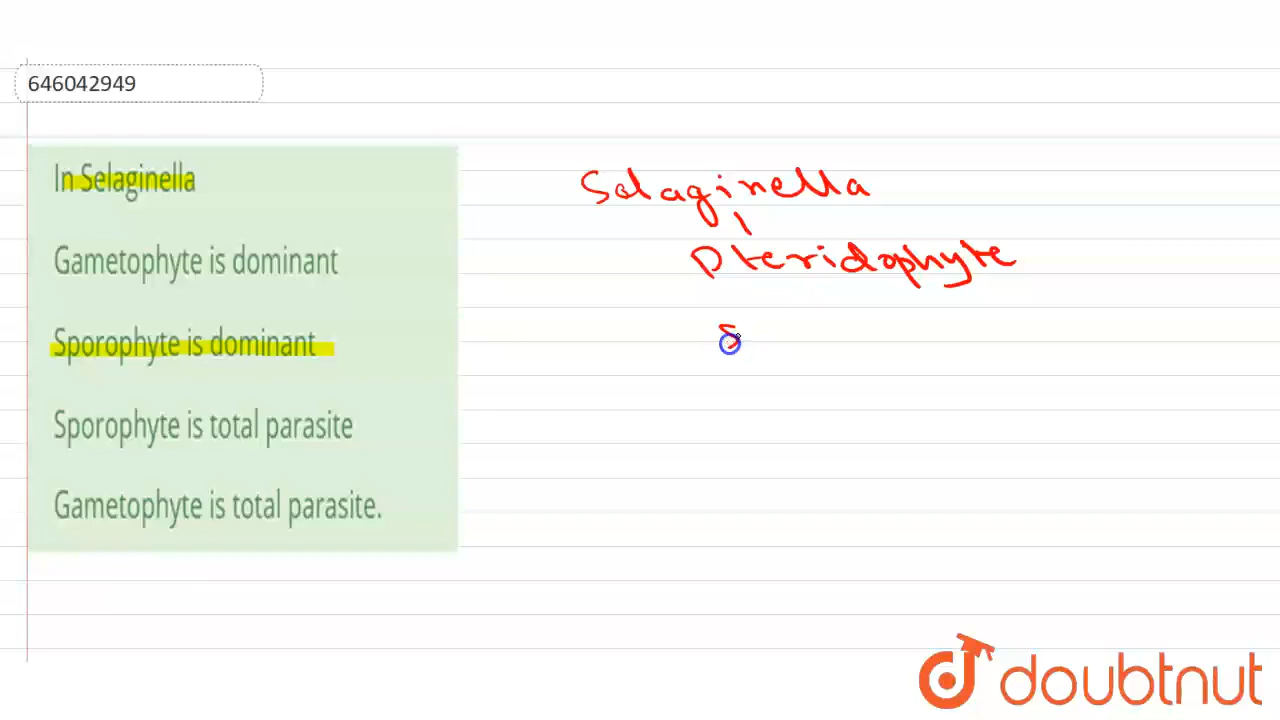 646042949
In Selaginella
Gametophyte is dominant
Sporophyte is dominant
Sporophyte is total parasite
Gametophyte is total parasite.
Selaginella
Pteridophyte
S
doubtnut